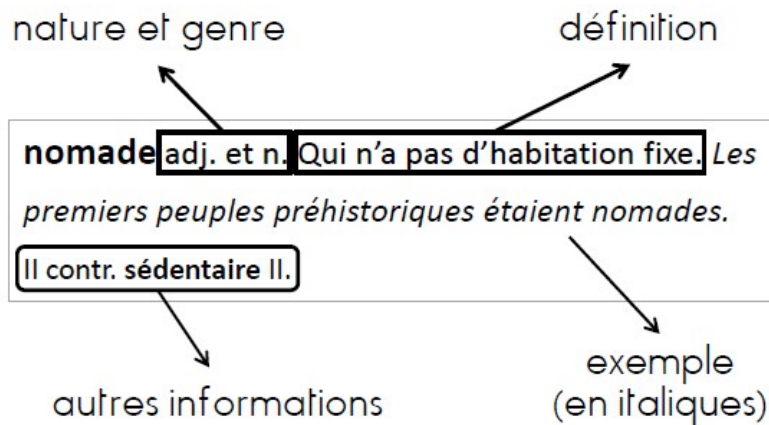 nature et genre
définition
nomade adj. et n. Qui n'a pas d'habitation fixe. Les
premiers peuples préhistoriques étaient nomades.
II contr. sédentaire II.
autres informations
exemple
(en italiques)